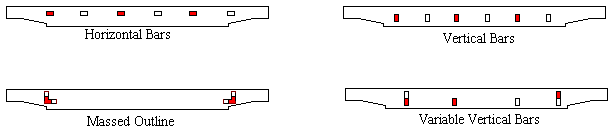 Horizontal Bars
Vertical Bars
Massed Outline
Variable Vertical Bars